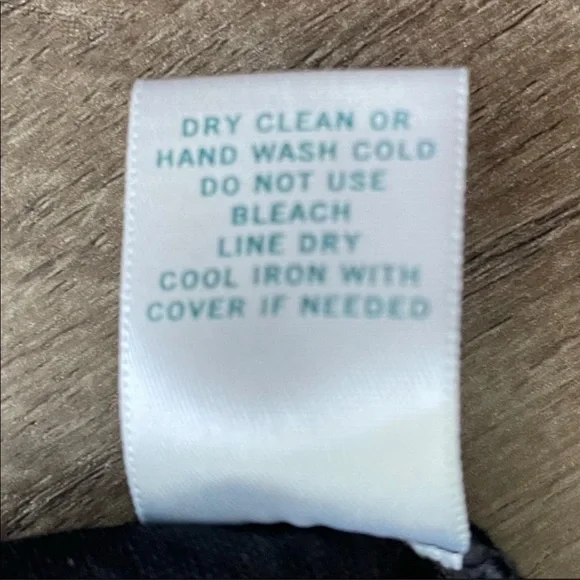 DRY CLEAN OR
HAND WASH COLD
DO NOT USE
BLEACH
LINE DRY
COOL IRON WITH
COVER IF NEEDED